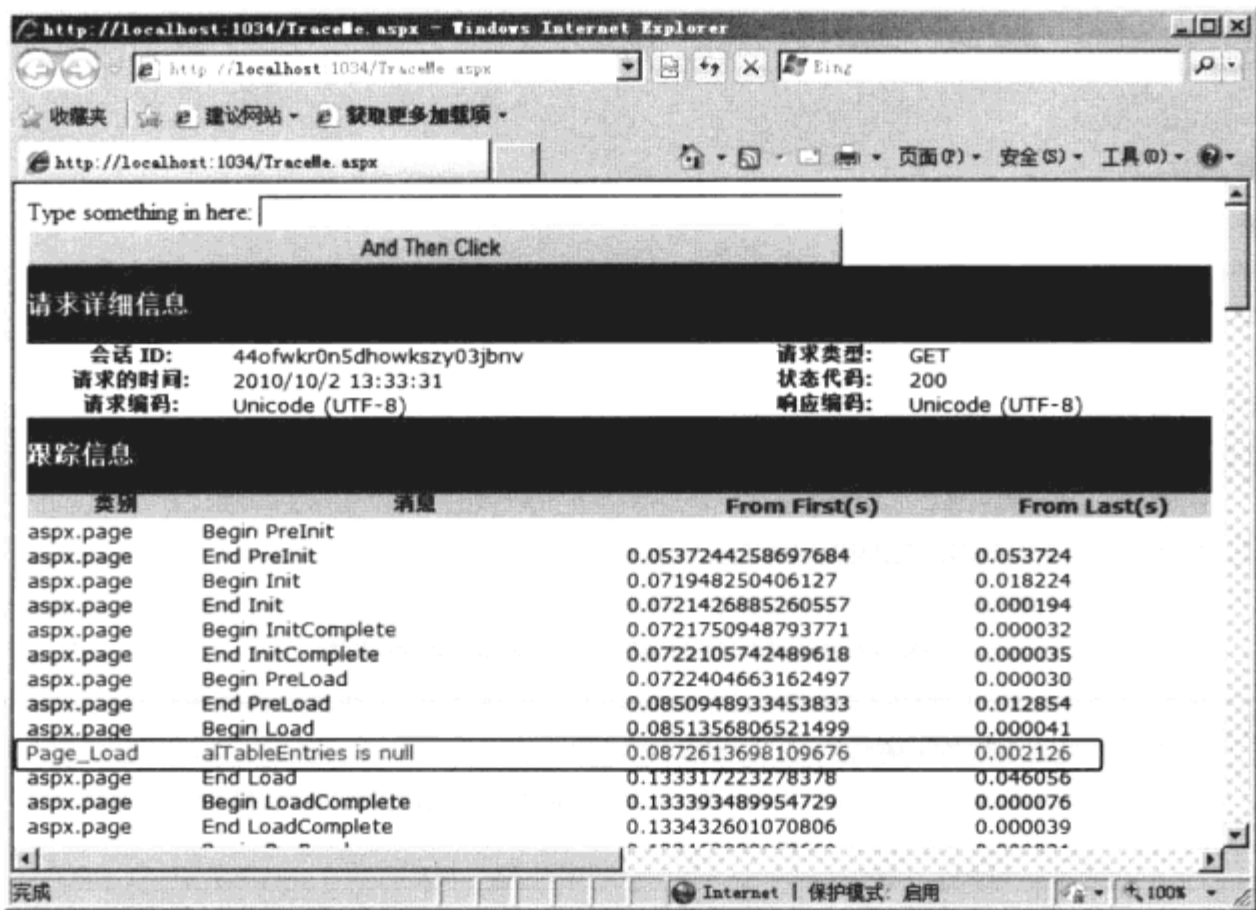 http://localhost:1034/TraceMe.aspx - Windows Internet Explorer
http://localhost:1034/TraceMe.aspx Bing
收藏夹 建议网站 获取更多加载项
http://localhost:1034/TraceMe.aspx 页面(P) 安全(S) 工具(O)
Type something in here:
And Then Click
请求详细信息
会话 ID: 44ofwkr0n5dhowkszy03jbnv 请求类型: GET
请求的时间: 2010/10/2 13:33:31 状态代码: 200
请求编码: Unicode (UTF-8) 响应编码: Unicode (UTF-8)
跟踪信息
类别 消息 From First(s) From Last(s)
aspx.page Begin PreInit
aspx.page End PreInit 0.0537244258697684 0.053724
aspx.page Begin Init 0.071948250406127 0.018224
aspx.page End Init 0.0721426885260557 0.000194
aspx.page Begin InitComplete 0.0721750948793771 0.000032
aspx.page End InitComplete 0.0722105742489618 0.000035
aspx.page Begin PreLoad 0.0722404663162497 0.000030
aspx.page End PreLoad 0.0850948933453833 0.012854
aspx.page Begin Load 0.0851356806521499 0.000041
Page_Load alTableEntries is null 0.0872613698109676 0.002126
aspx.page End Load 0.133317223278378 0.046056
aspx.page Begin LoadComplete 0.133393489954729 0.000076
aspx.page End LoadComplete 0.133432601070806 0.000039
完成 Internet | 保护模式: 启用 100%